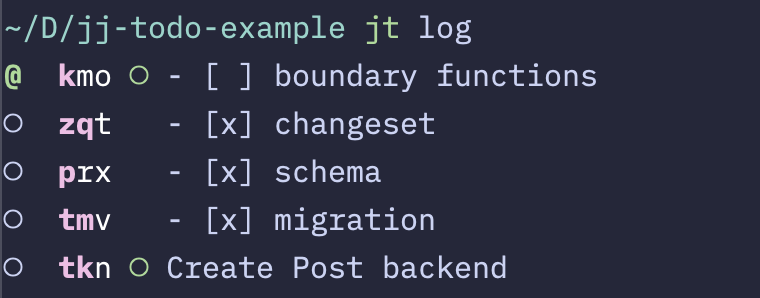 ~/D/jj-todo-example jt log
@ kmo ○ - [ ] boundary functions
○ zqt - [x] changeset
○ prx - [x] schema
○ tmv - [x] migration
○ tkn ○ Create Post backend